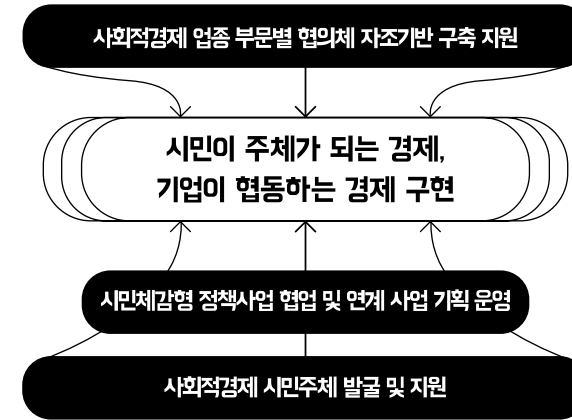 사회적경제 업종 부문별 협의체 자조기반 구축 지원
시민이 주체가 되는 경제,
기업이 협동하는 경제 구현
시민체감형 정책사업 협업 및 연계 사업 기획 운영
사회적경제 시민주체 발굴 및 지원